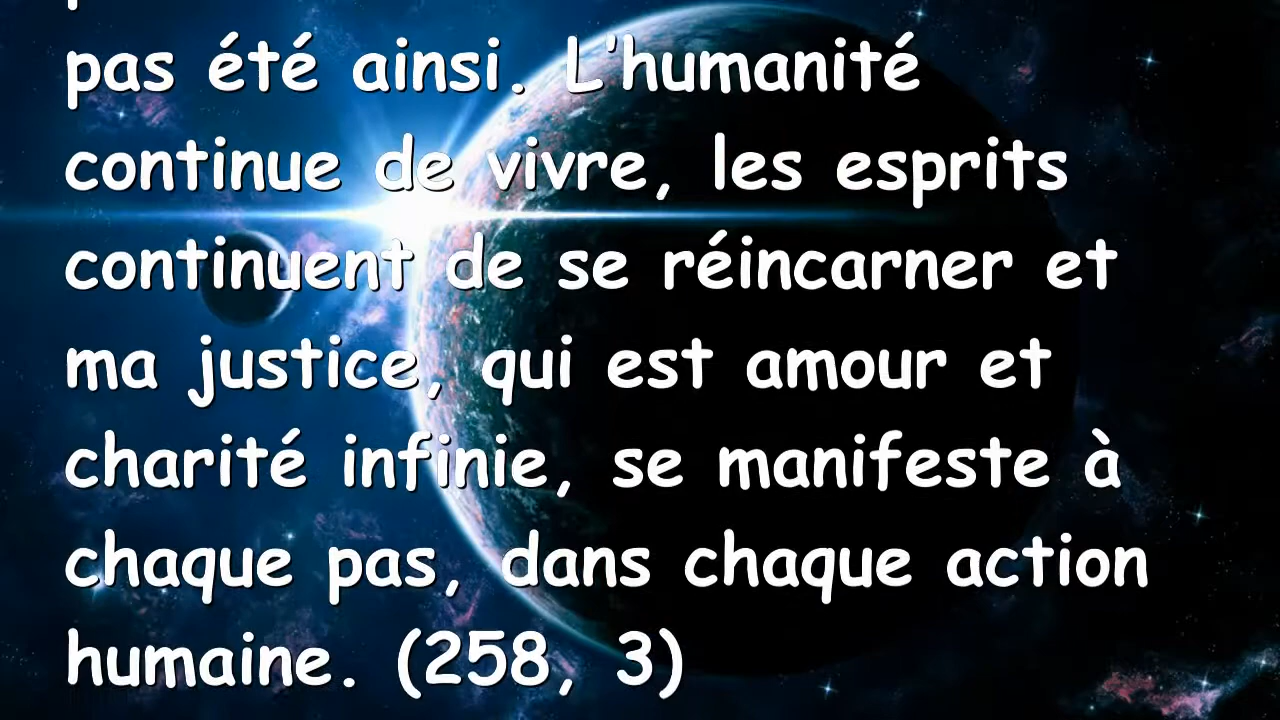 pas été ainsi. L'humanité
continue de vivre, les esprits
continuent de se réincarner et
ma justice, qui est amour et
charité infinie, se manifeste à
chaque pas, dans chaque action
humaine. (258, 3)